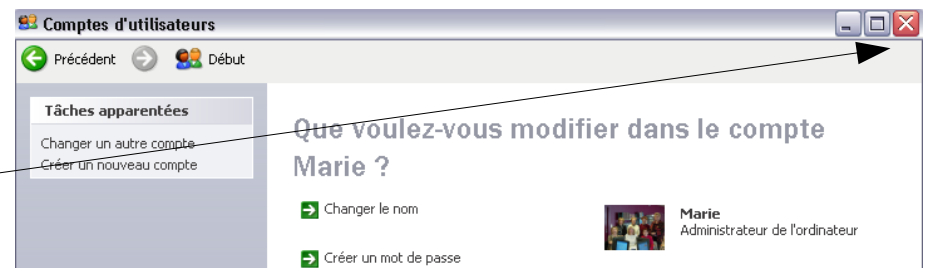 Comptes d'utilisateurs
Précédent
Début
Tâches apparentées
Changer un autre compte
Créer un nouveau compte
Que voulez-vous modifier dans le compte
Marie ?
Changer le nom
Créer un mot de passe
Marie
Administrateur de l'ordinateur